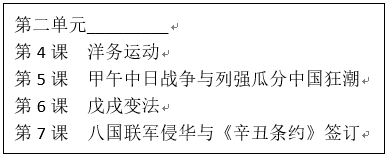 第二单元__________
第 4 课 洋务运动
第 5 课 甲午中日战争与列强瓜分中国狂潮
第 6 课 戊戌变法
第 7 课 八国联军侵华与《辛丑条约》签订